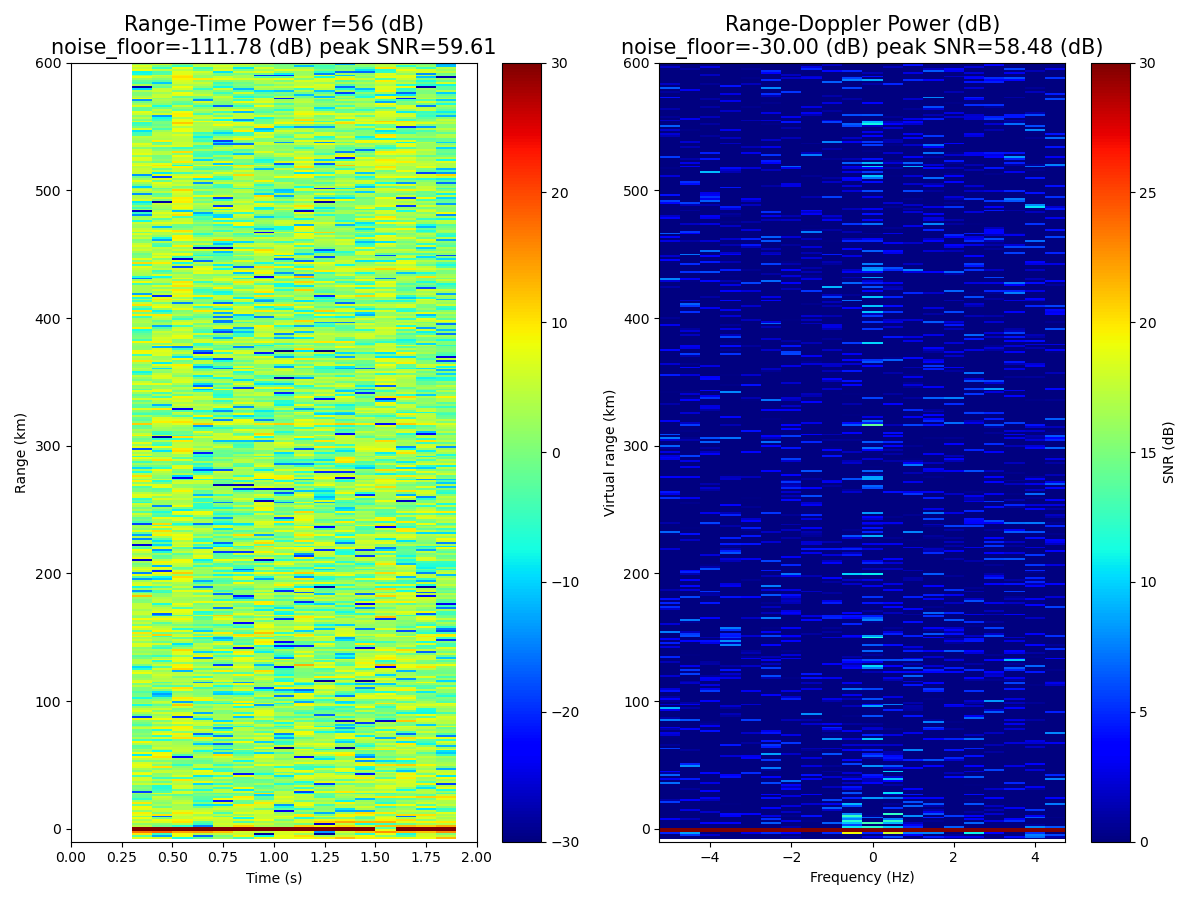 Range-Time Power f=56 (dB)
noise_floor=-111.78 (dB) peak SNR=59.61
Range-Doppler Power (dB)
noise_floor=-30.00 (dB) peak SNR=58.48 (dB)
600
500
400
300
200
100
0
Range (km)
0.00 0.25 0.50 0.75 1.00 1.25 1.50 1.75 2.00
Time (s)
30
20
10
0
−10
−20
−30
600
500
400
300
200
100
0
Virtual range (km)
−4 −2 0 2 4
Frequency (Hz)
30
25
20
15
10
5
0
SNR (dB)